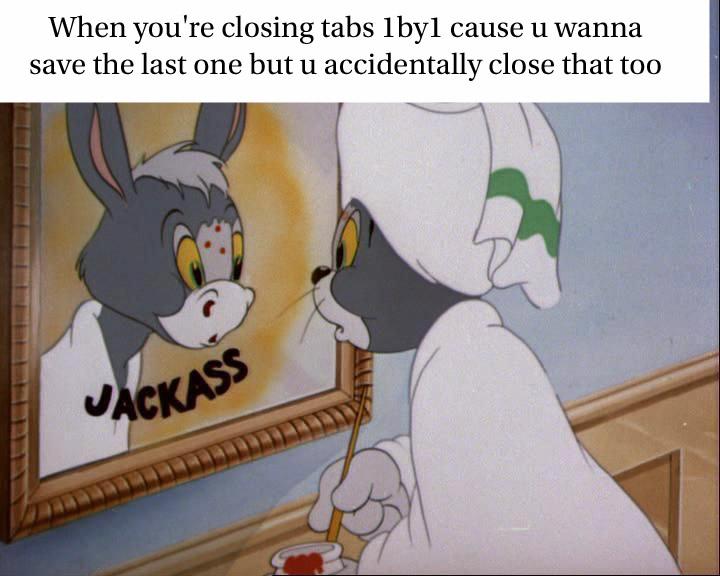 When you're closing tabs 1by1 cause u wanna
save the last one but u accidentally close that too
JACKASS